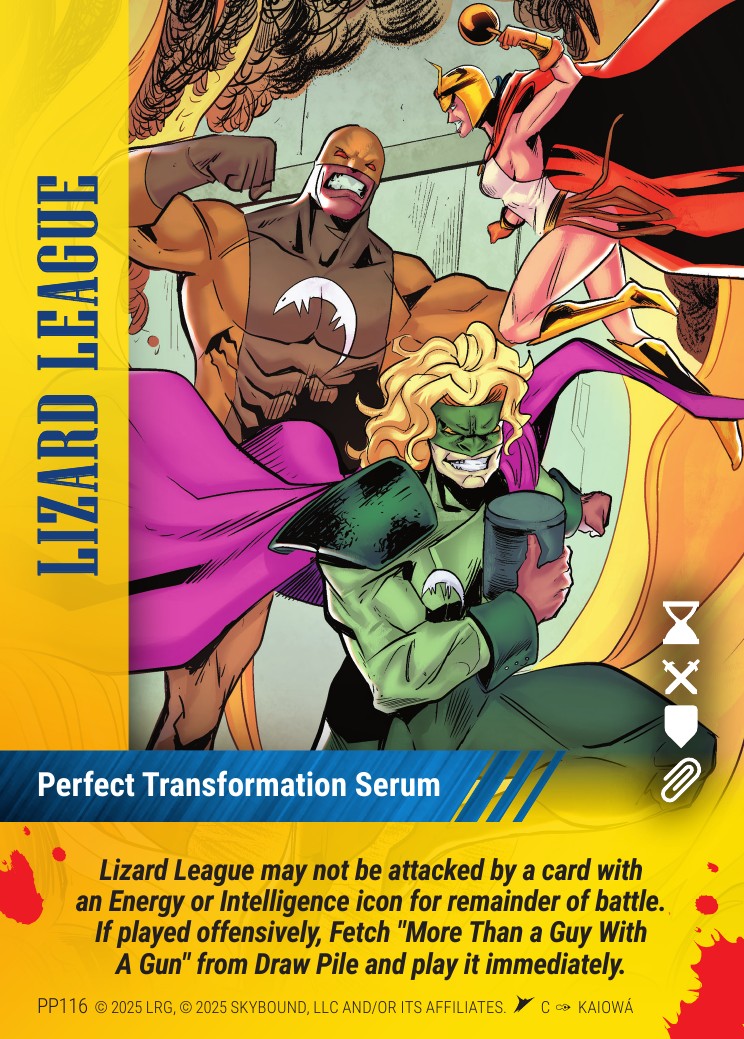 LIZARD LEAGUE
Perfect Transformation Serum
Lizard League may not be attacked by a card with
an Energy or Intelligence icon for remainder of battle.
If played offensively, Fetch "More Than a Guy With
A Gun" from Draw Pile and play it immediately.
PP116 © 2025 LRG, © 2025 SKYBOUND, LLC AND/OR ITS AFFILIATES. C KAIOWÁ